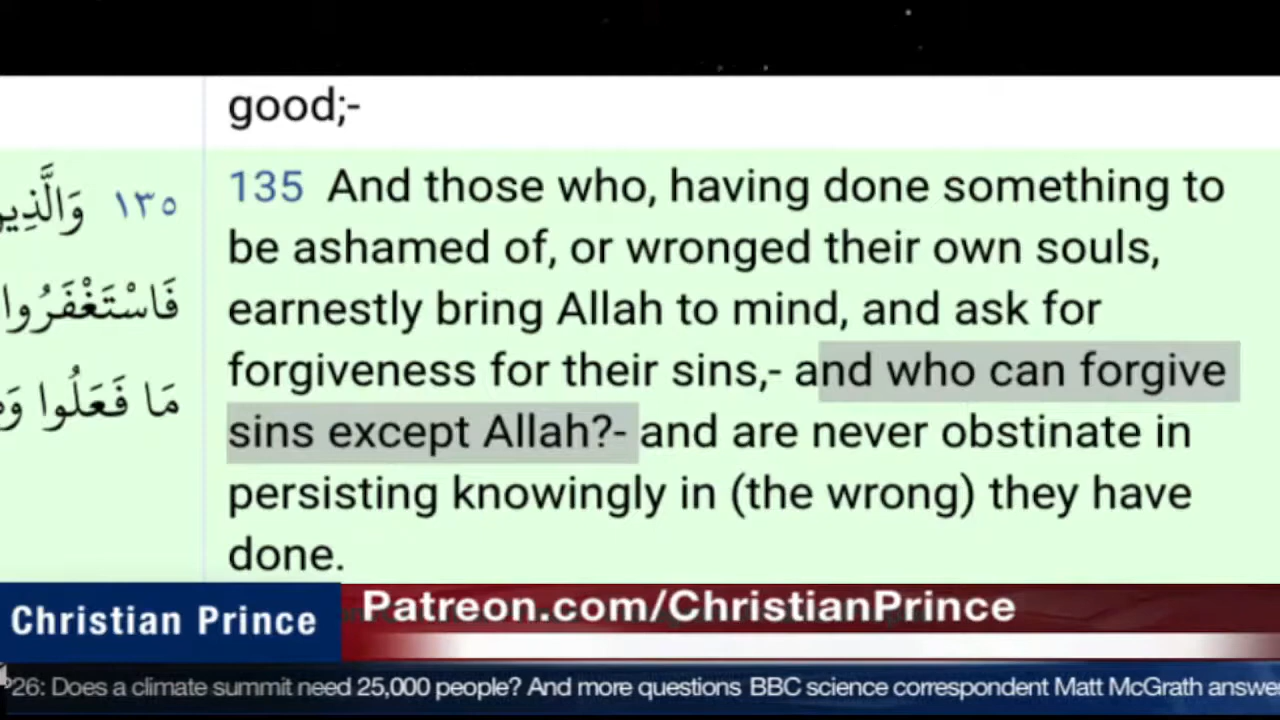 good;-
135 And those who, having done something to
be ashamed of, or wronged their own souls,
earnestly bring Allah to mind, and ask for
forgiveness for their sins,- and who can forgive
sins except Allah?- and are never obstinate in
persisting knowingly in (the wrong) they have
done.
١٣٥
فَاسْتَغْفَرُوا
مَا فَعَلُوا
Christian Prince
Patreon.com/ChristianPrince
P26: Does a climate summit need 25,000 people? And more questions BBC science correspondent Matt McGrath answe